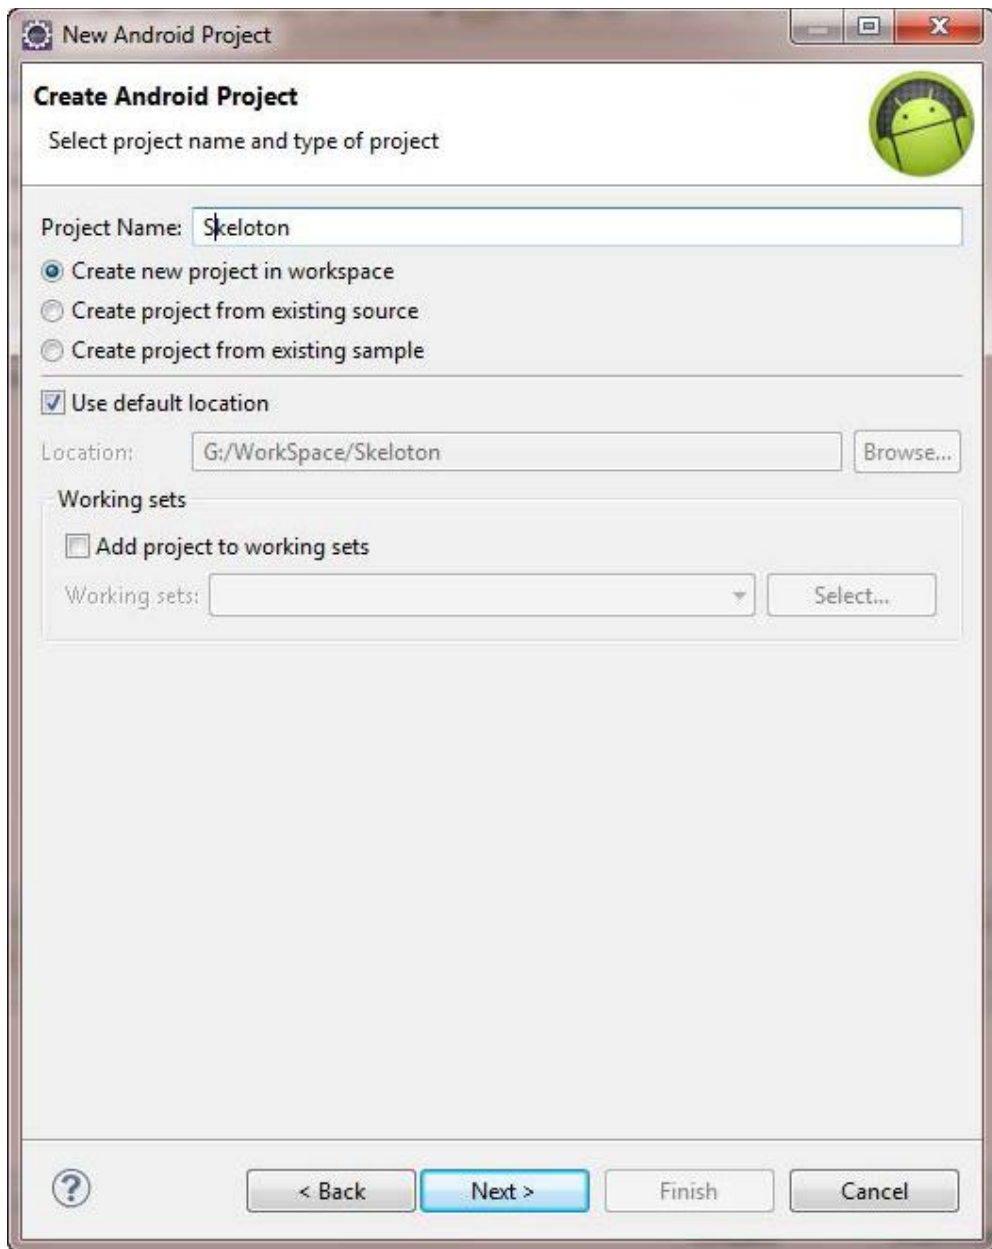 New Android Project
Create Android Project
Select project name and type of project
Project Name: Skeloton
Create new project in workspace
Create project from existing source
Create project from existing sample
Use default location
Location: G:/WorkSpace/Skeloton Browse...
Working sets
Add project to working sets
Working sets: Select...
? < Back Next > Finish Cancel